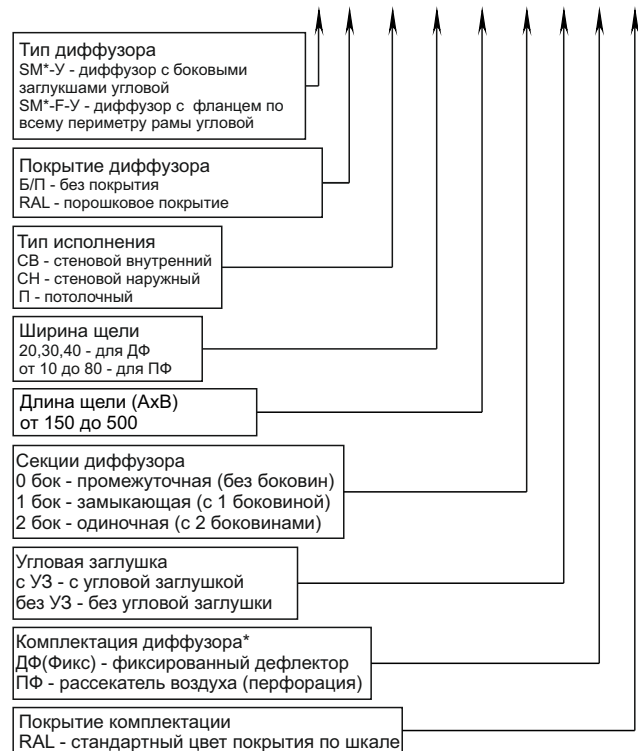 Тип диффузора
SM*-У - диффузор с боковыми
заглукшами угловой
SM*-F-У - диффузор с фланцем по
всему периметру рамы угловой
Покрытие диффузора
Б/П - без покрытия
RAL - порошковое покрытие
Тип исполнения
СВ - стеновой внутренний
СН - стеновой наружный
П - потолочный
Ширина щели
20,30,40 - для ДФ
от 10 до 80 - для ПФ
Длина щели (АхВ)
от 150 до 500
Секции диффузора
0 бок - промежуточная (без боковин)
1 бок - замыкающая (с 1 боковиной)
2 бок - одиночная (с 2 боковинами)
Угловая заглушка
с УЗ - с угловой заглушкой
без УЗ - без угловой заглушки
Комплектация диффузора*
ДФ(Фикс) - фиксированный дефлектор
ПФ - рассекатель воздуха (перфорация)
Покрытие комплектации
RAL - стандартный цвет покрытия по шкале